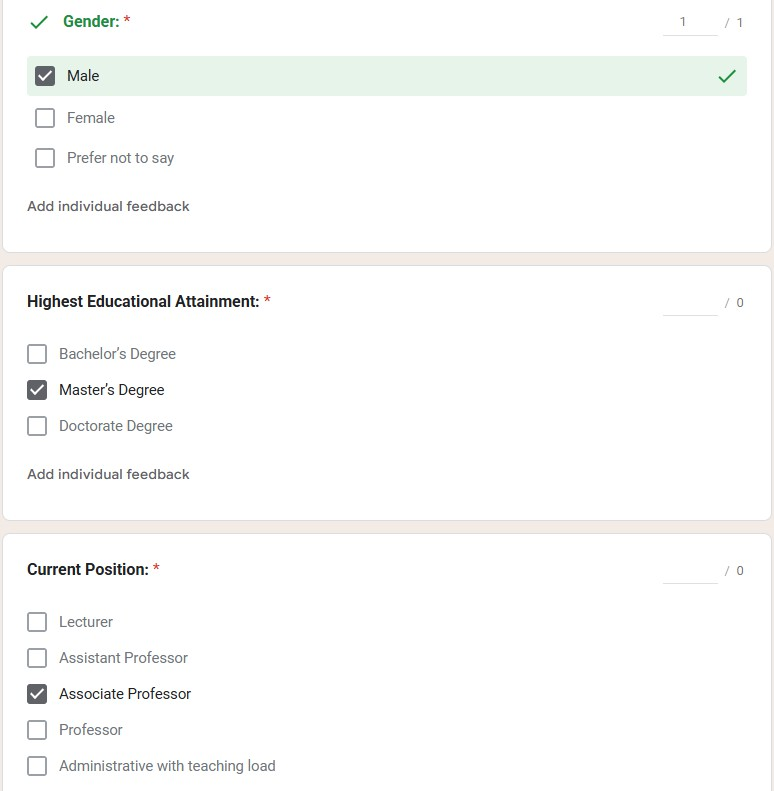 Gender: * 1 / 1
Male
Female
Prefer not to say
Add individual feedback
Highest Educational Attainment: * / 0
Bachelor’s Degree
Master’s Degree
Doctorate Degree
Add individual feedback
Current Position: * / 0
Lecturer
Assistant Professor
Associate Professor
Professor
Administrative with teaching load